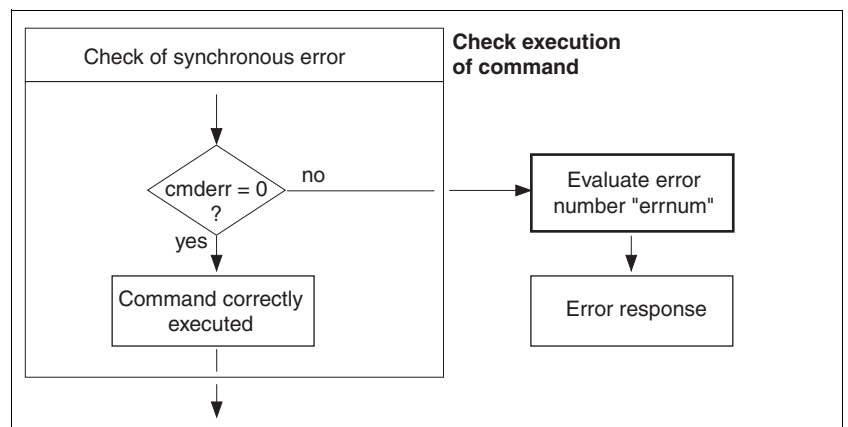 Check of synchronous error
Check execution
of command
cmderr = 0
?
no
yes
Evaluate error
number "errnum"
Command correctly
executed
Error response